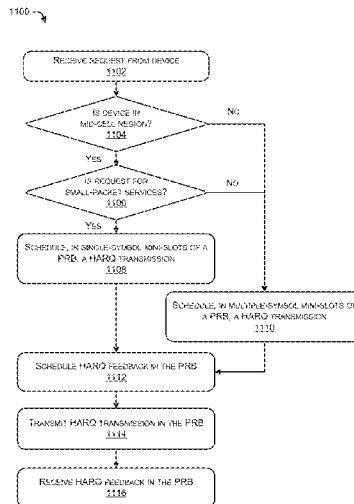 1100
RECEIVE REQUEST FROM DEVICE
1102
IS DEVICE IN
MID-CELL REGION?
1104
NO
YES
IS REQUEST FOR
SMALL-PACKET SERVICES?
1106
NO
YES
SCHEDULE, IN SINGLE-SYMBOL MINI-SLOTS OF
A PRB, A HARQ TRANSMISSION
1108
SCHEDULE, IN MULTIPLE-SYMBOL MINI-SLOTS OF
A PRB, A HARQ TRANSMISSION
1110
SCHEDULE HARQ FEEDBACK IN THE PRB
1112
TRANSMIT HARQ TRANSMISSION IN THE PRB
1114
RECEIVE HARQ FEEDBACK IN THE PRB
1116